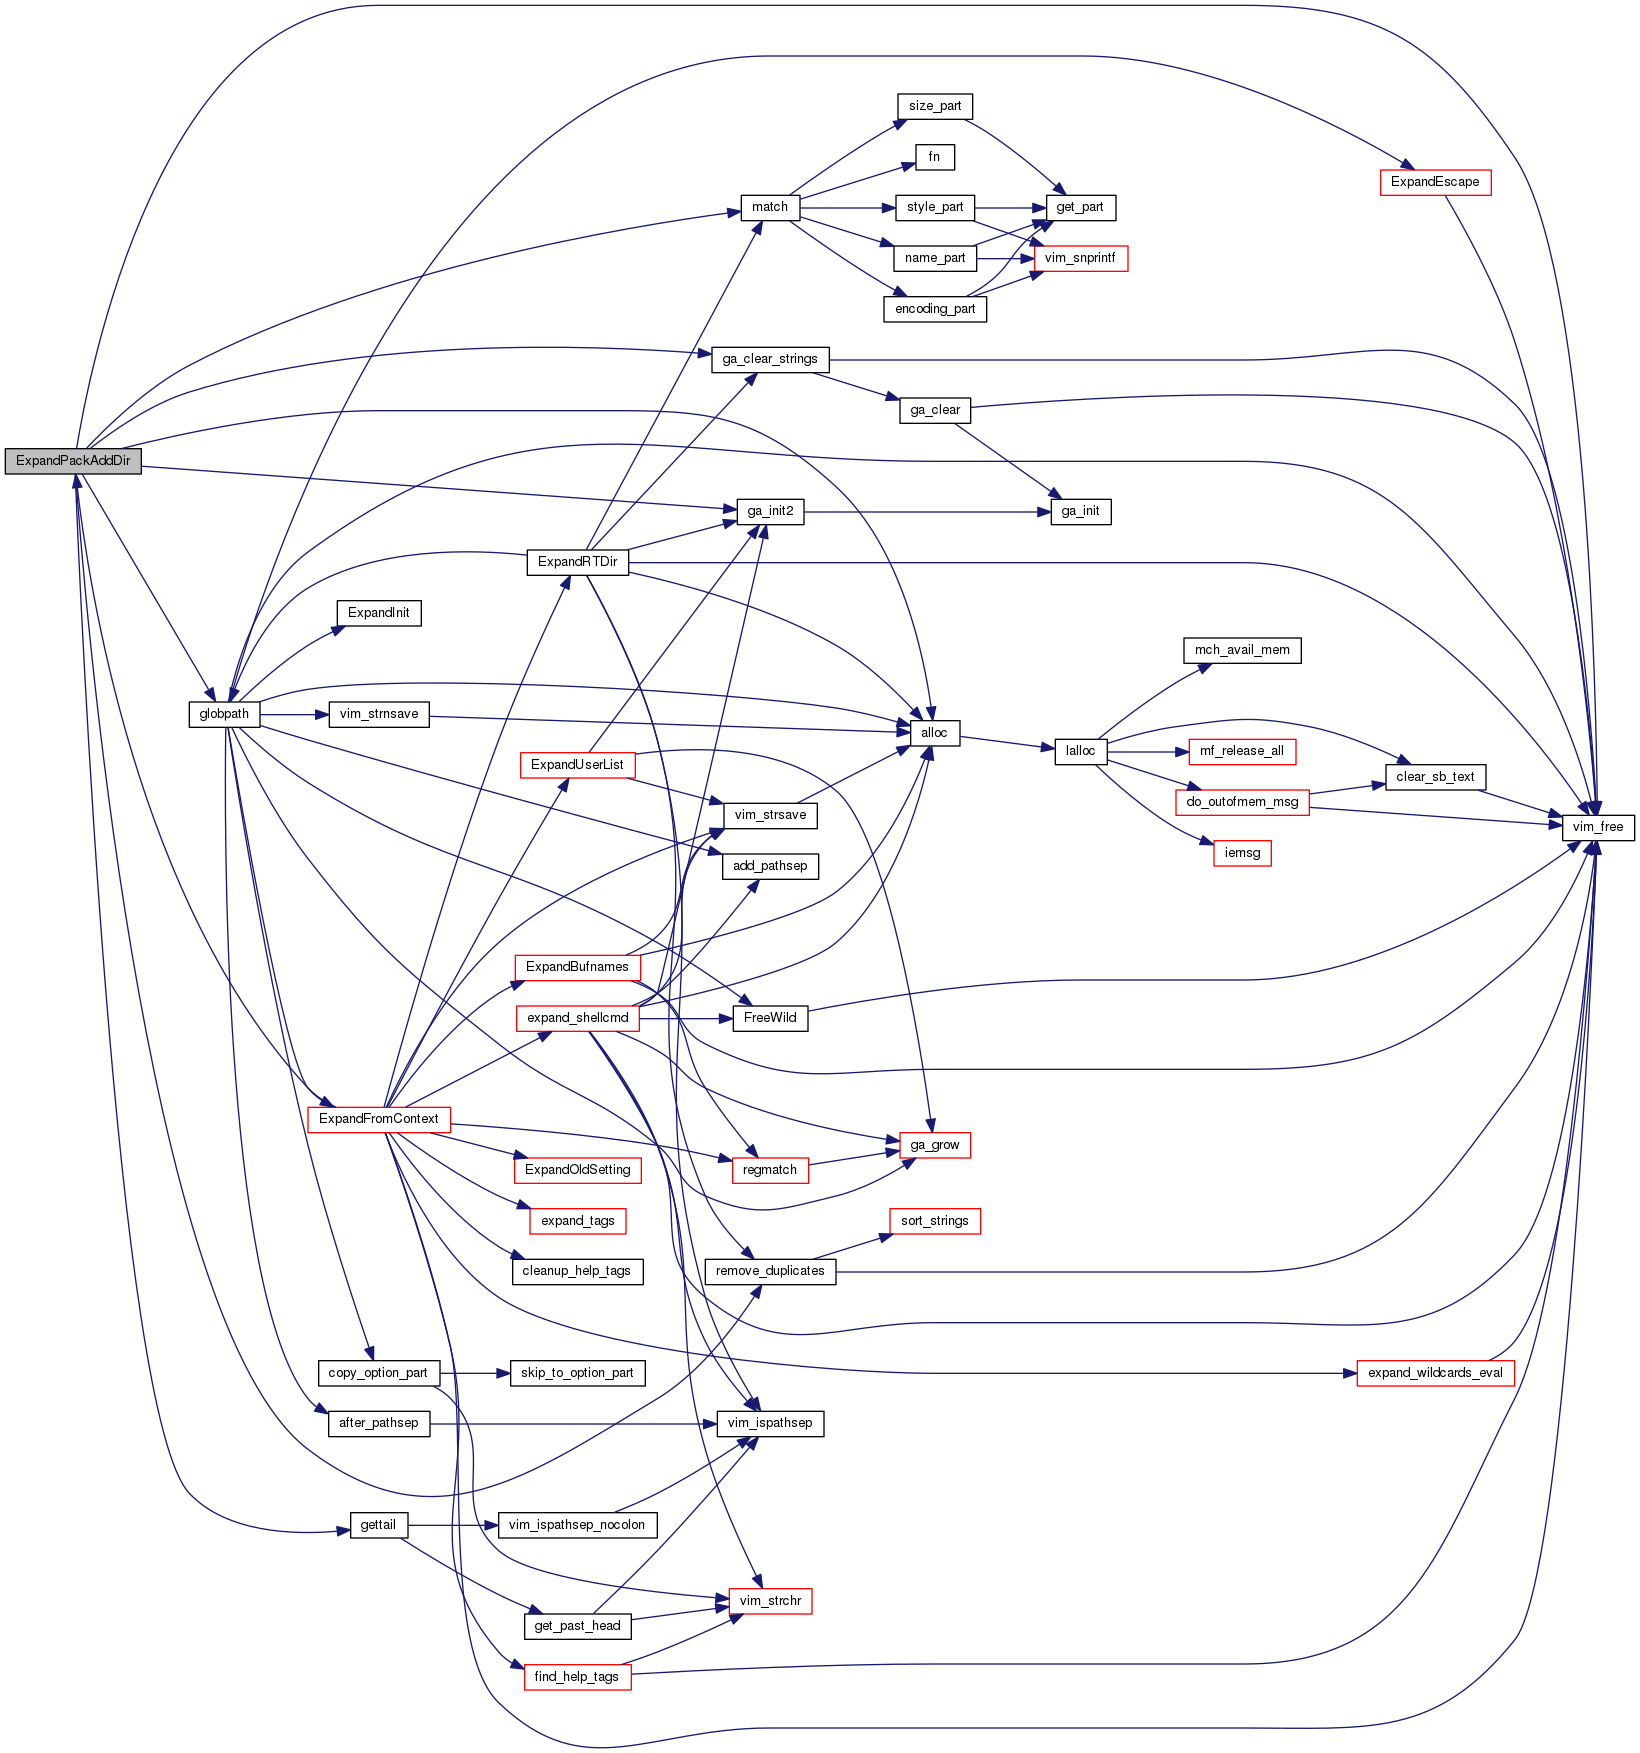 size_part
fn
ExpandEscape
match
style_part
get_part
name_part
vim_snprintf
encoding_part
ga_clear_strings
ga_clear
ExpandPackAddDir
ga_init2
ga_init
ExpandRTDir
ExpandInit
mch_avail_mem
globpath
vim_strnsave
alloc
lalloc
mf_release_all
ExpandUserList
clear_sb_text
do_outofmem_msg
vim_strsave
vim_free
iemsg
add_pathsep
ExpandBufnames
expand_shellcmd
FreeWild
ExpandFromContext
ga_grow
ExpandOldSetting
regmatch
expand_tags
sort_strings
cleanup_help_tags
remove_duplicates
copy_option_part
skip_to_option_part
expand_wildcards_eval
after_pathsep
vim_ispathsep
gettail
vim_ispathsep_nocolon
vim_strchr
get_past_head
find_help_tags